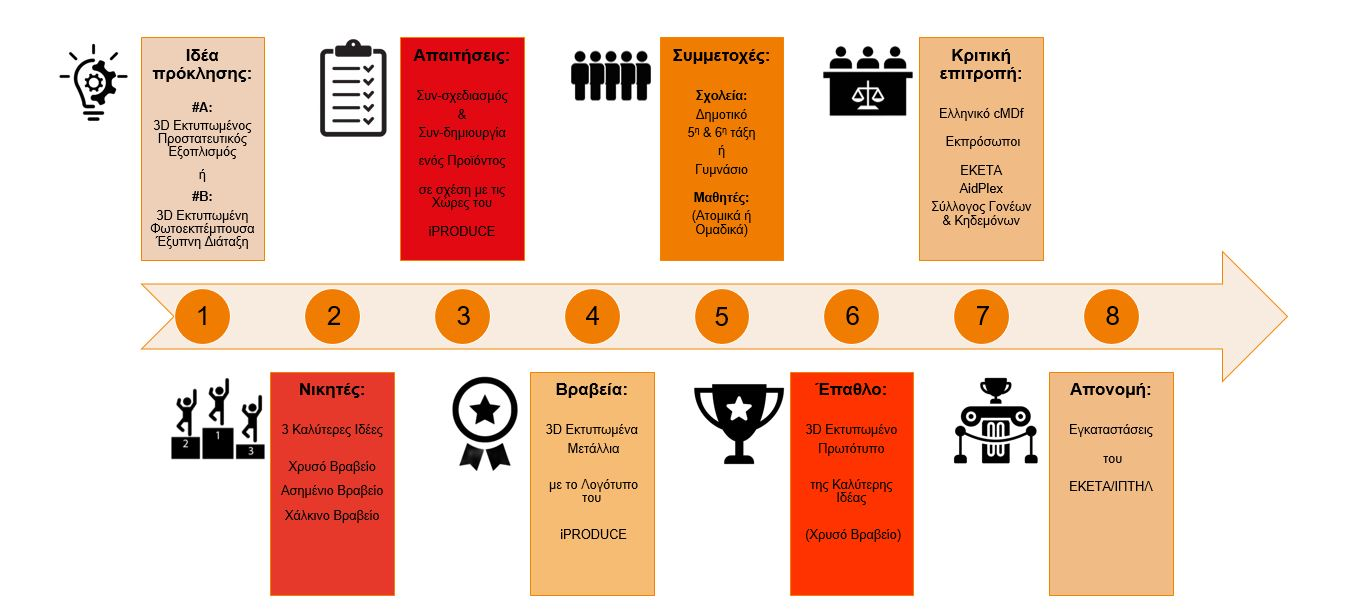 Ιδέα
πρόκλησης:
#Α:
3D Εκτυπωμένος
Προστατευτικός
Εξοπλισμός
ή
#Β:
3D Εκτυπωμένη
Φωτοεκπέμπουσα
Έξυπνη Διάταξη
Απαιτήσεις:
Συν-σχεδιασμός
&
Συν-δημιουργία
ενός Προϊόντος
σε σχέση με τις
Χώρες του
iPRODUCE
Συμμετοχές:
Σχολεία:
Δημοτικό
5η & 6η τάξη
ή
Γυμνάσιο
Μαθητές:
(Ατομικά ή
Ομαδικά)
Κριτική
επιτροπή:
Ελληνικό cMDf
Εκπρόσωποι
ΕΚΕΤΑ
AidPlex
Σύλλογος Γονέων
& Κηδεμόνων
1 2 3 4 5 6 7 8
2 1 3
Νικητές:
3 Καλύτερες Ιδέες
Χρυσό Βραβείο
Ασημένιο Βραβείο
Χάλκινο Βραβείο
Βραβεία:
3D Εκτυπωμένα
Μετάλλια
με το Λογότυπο
του
iPRODUCE
Έπαθλο:
3D Εκτυπωμένο
Πρωτότυπο
της Καλύτερης
Ιδέας
(Χρυσό Βραβείο)
Απονομή:
Εγκαταστάσεις
του
ΕΚΕΤΑ/ΙΠΤΗΛ